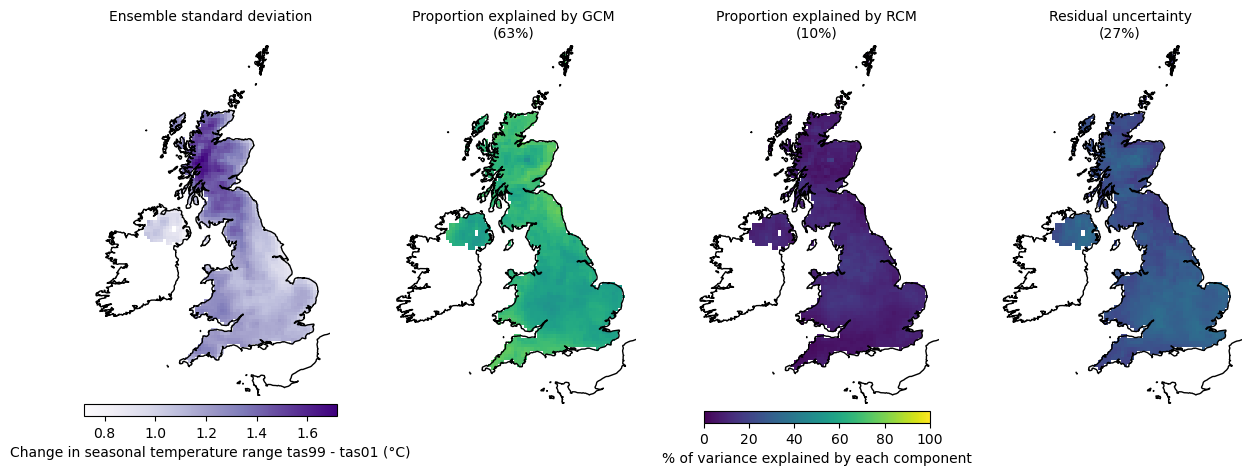 Ensemble standard deviation
Proportion explained by GCM
(63%)
Proportion explained by RCM
(10%)
Residual uncertainty
(27%)
0.8 1.0 1.2 1.4 1.6
Change in seasonal temperature range tas99 - tas01 (°C)
0 20 40 60 80 100
% of variance explained by each component